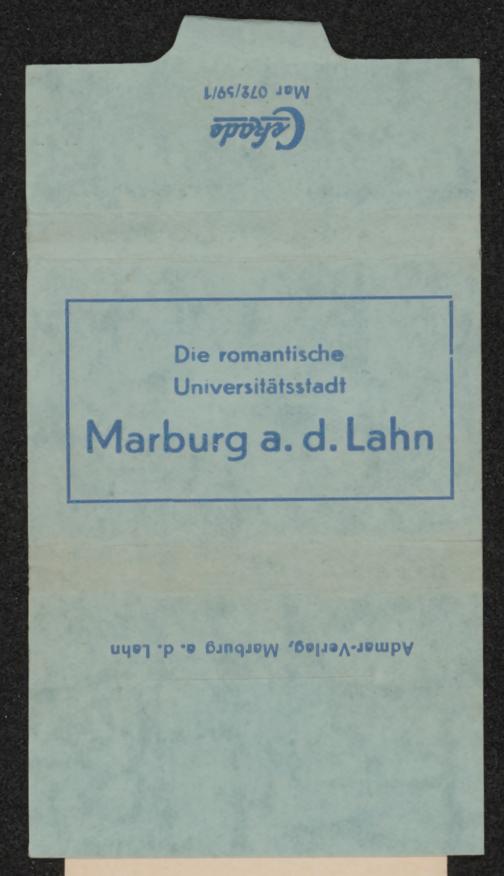 Mar 072/59/1
Cekade
Die romantische
Universitätsstadt
Marburg a. d. Lahn
Admar-Verlag, Marburg a. d. Lahn